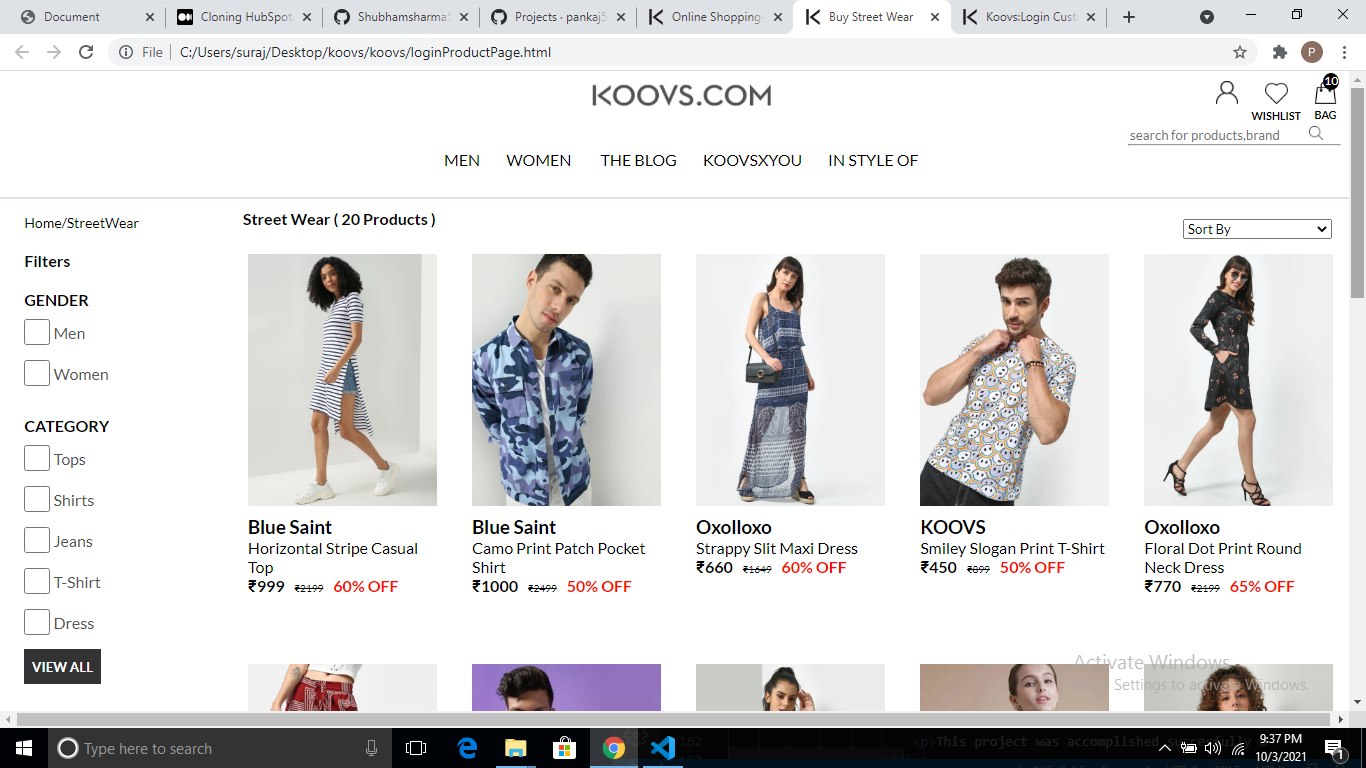 Document
Cloning HubSpot
Shubhamsharma
Projects · pankaj5
Online Shopping-
Buy Street Wear
Koovs:Login Cust
File
C:/Users/suraj/Desktop/koovs/koovs/loginProductPage.html
P
KOOVS.COM
10
WISHLIST
BAG
search for products,brand
MEN
WOMEN
THE BLOG
KOOVSXYOU
IN STYLE OF
Home/StreetWear
Street Wear ( 20 Products )
Sort By
Filters
GENDER
Men
Women
CATEGORY
Tops
Shirts
Jeans
T-Shirt
Dress
VIEW ALL
Blue Saint
Horizontal Stripe Casual
Top
₹999 ₹2199 60% OFF
Blue Saint
Camo Print Patch Pocket
Shirt
₹1000 ₹2499 50% OFF
Oxolloxo
Strappy Slit Maxi Dress
₹660 ₹1649 60% OFF
KOOVS
Smiley Slogan Print T-Shirt
₹450 ₹899 50% OFF
Oxolloxo
Floral Dot Print Round
Neck Dress
₹770 ₹2199 65% OFF
Activate Windows
Settings to activate Windows.
Type here to search
162
<p>This project was accomplished succesfully
9:37 PM
10/3/2021
1